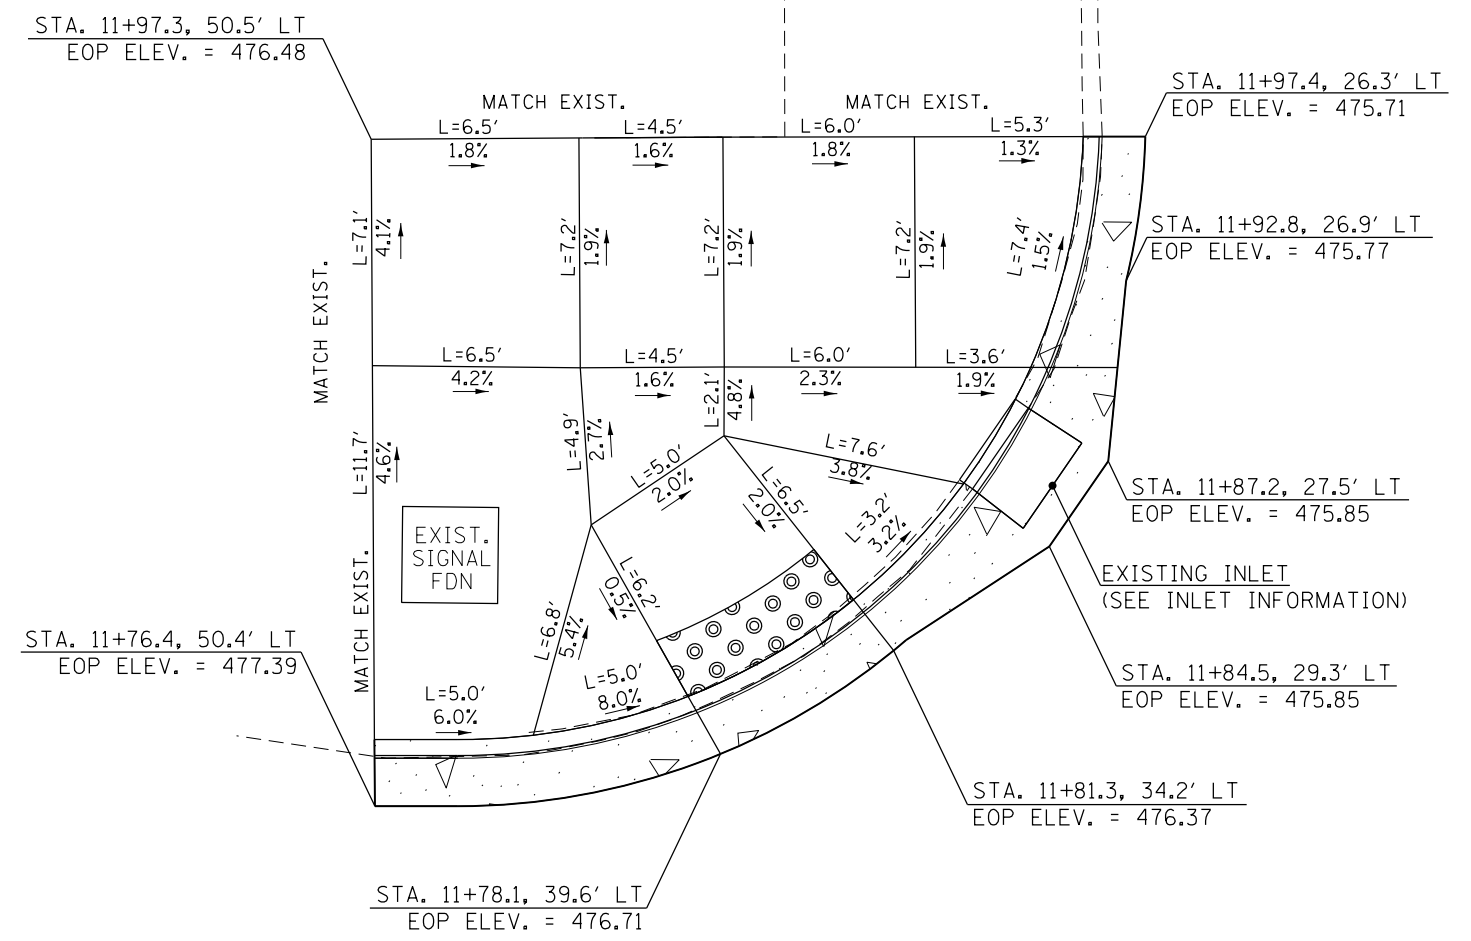 STA. 11+97.3, 50.5' LT
EOP ELEV. = 476.48
STA. 11+97.4, 26.3' LT
EOP ELEV. = 475.71
MATCH EXIST.
MATCH EXIST.
L=6.5'
1.8%
L=4.5'
1.6%
L=6.0'
1.8%
L=5.3'
1.3%
L=7.1'
4.1%
L=7.2'
1.9%
L=7.2'
1.9%
L=7.2'
1.9%
L=7.4'
1.5%
STA. 11+92.8, 26.9' LT
EOP ELEV. = 475.77
MATCH EXIST.
L=6.5'
4.2%
L=4.5'
1.6%
L=6.0'
2.3%
L=3.6'
1.9%
L=11.7'
4.6%
L=4.9'
2.7%
L=2.1'
4.8%
L=5.0'
2.0%
L=6.5'
2.0%
L=7.6'
3.8%
L=3.2'
3.2%
STA. 11+87.2, 27.5' LT
EOP ELEV. = 475.85
EXIST.
SIGNAL
FDN
EXISTING INLET
(SEE INLET INFORMATION)
MATCH EXIST.
L=6.8'
5.4%
L=6.2'
0.5%
STA. 11+76.4, 50.4' LT
EOP ELEV. = 477.39
L=5.0'
6.0%
L=5.0'
8.0%
STA. 11+84.5, 29.3' LT
EOP ELEV. = 475.85
STA. 11+81.3, 34.2' LT
EOP ELEV. = 476.37
STA. 11+78.1, 39.6' LT
EOP ELEV. = 476.71